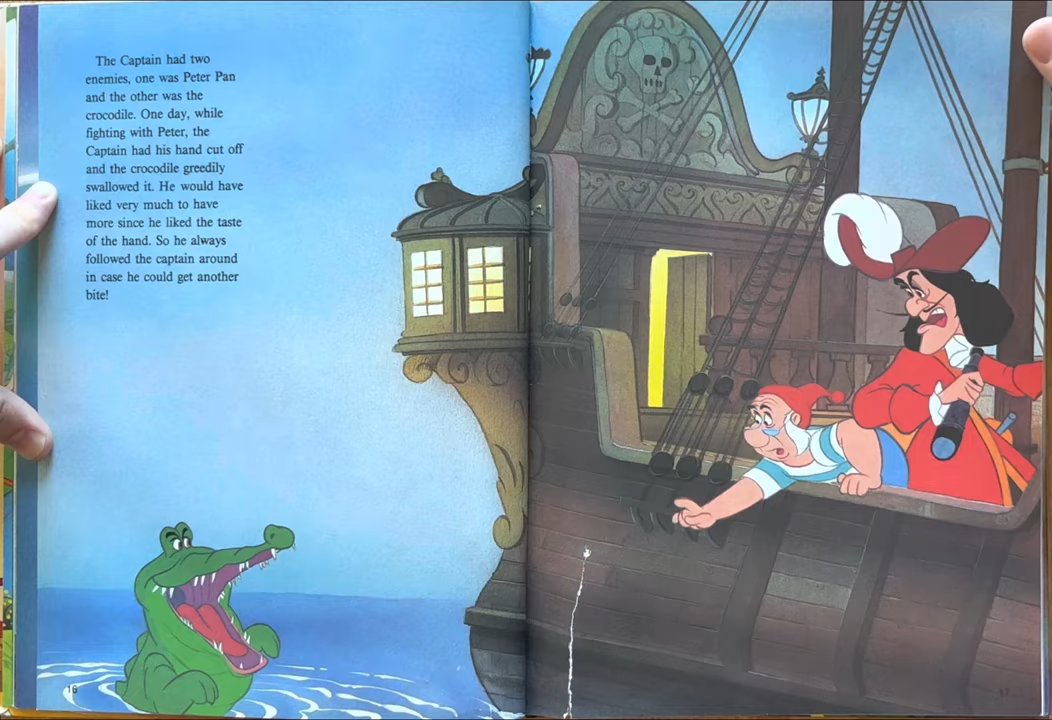 The Captain had two
enemies, one was Peter Pan
and the other was the
crocodile. One day, while
fighting with Peter, the
Captain had his hand cut off
and the crocodile greedily
swallowed it. He would have
liked very much to have
more since he liked the taste
of the hand. So he always
followed the captain around
in case he could get another
bite!
16
17